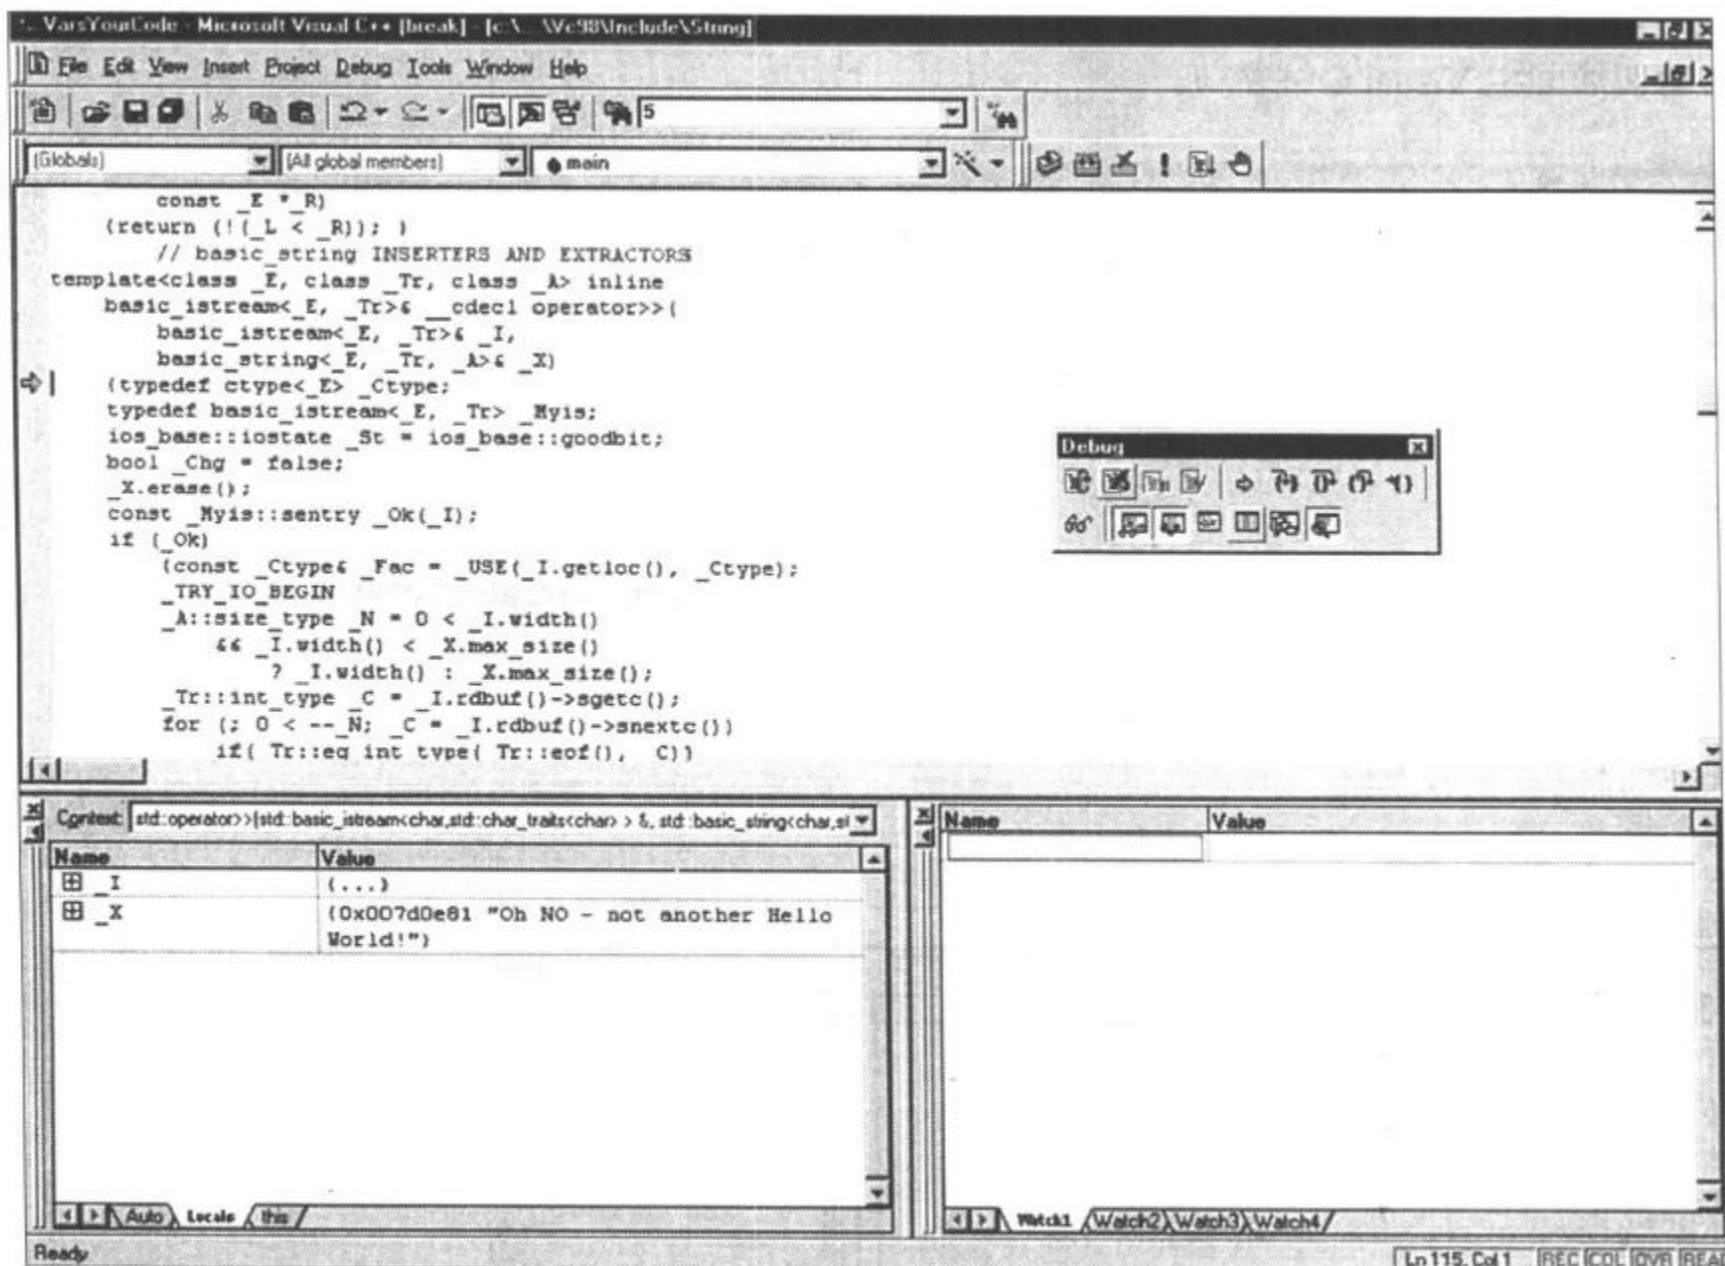 VarsYourCode - Microsoft Visual C++ [break] - [c:\...\Vc98\Include\String]
File Edit View Insert Project Debug Tools Window Help
5
(Globals) (All global members) main
const _E *_R)
{return (!(_L < _R)); }
// basic_string INSERTERS AND EXTRACTORS
template<class _E, class _Tr, class _A> inline
basic_istream<_E, _Tr>& __cdecl operator>>(
basic_istream<_E, _Tr>& _I,
basic_string<_E, _Tr, _A>& _X)
{typedef ctype<_E> _Ctype;
typedef basic_istream<_E, _Tr> _Myis;
ios_base::iostate _St = ios_base::goodbit;
bool _Chg = false;
_X.erase();
const _Myis::sentry _Ok(_I);
if (_Ok)
{const _Ctype& _Fac = _USE(_I.getloc(), _Ctype);
_TRY_IO_BEGIN
_A::size_type _N = 0 < _I.width()
&& _I.width() < _X.max_size()
? _I.width() : _X.max_size();
_Tr::int_type _C = _I.rdbuf()->sgetc();
for (; 0 < --_N; _C = _I.rdbuf()->snextc())
if(_Tr::eq_int_type(_Tr::eof(), _C))
Debug
Context: std::operator>>(std::basic_istream<char,std::char_traits<char> > &, std::basic_string<char,st
Name Value
_I {...}
_X {0x007d0e81 "Oh NO - not another Hello
World!"}
Auto Locals this
Name Value
Watch1 Watch2 Watch3 Watch4
Ready
Ln 115, Col 1 REC COL OVR REA